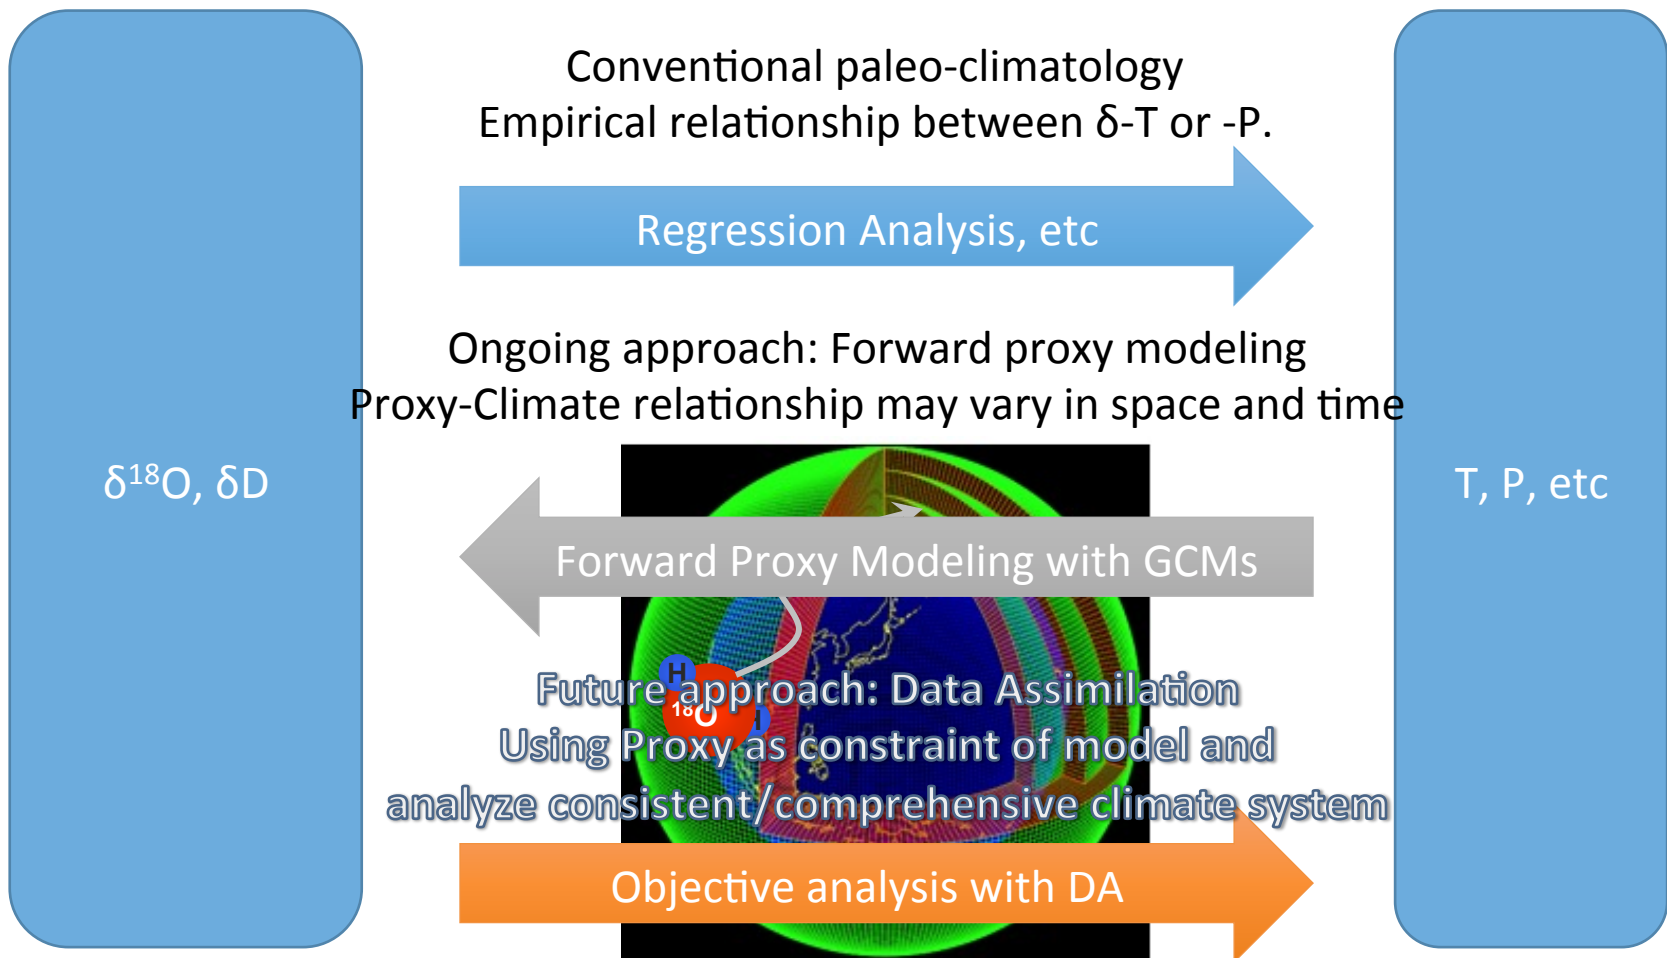 Conventional paleo-climatology
Empirical relationship between δ-T or -P.
Regression Analysis, etc
Ongoing approach: Forward proxy modeling
Proxy-Climate relationship may vary in space and time
δ¹⁸O, δD
T, P, etc
Forward Proxy Modeling with GCMs
H
¹⁸O
H
Future approach: Data Assimilation
Using Proxy as constraint of model and
analyze consistent/comprehensive climate system
Objective analysis with DA